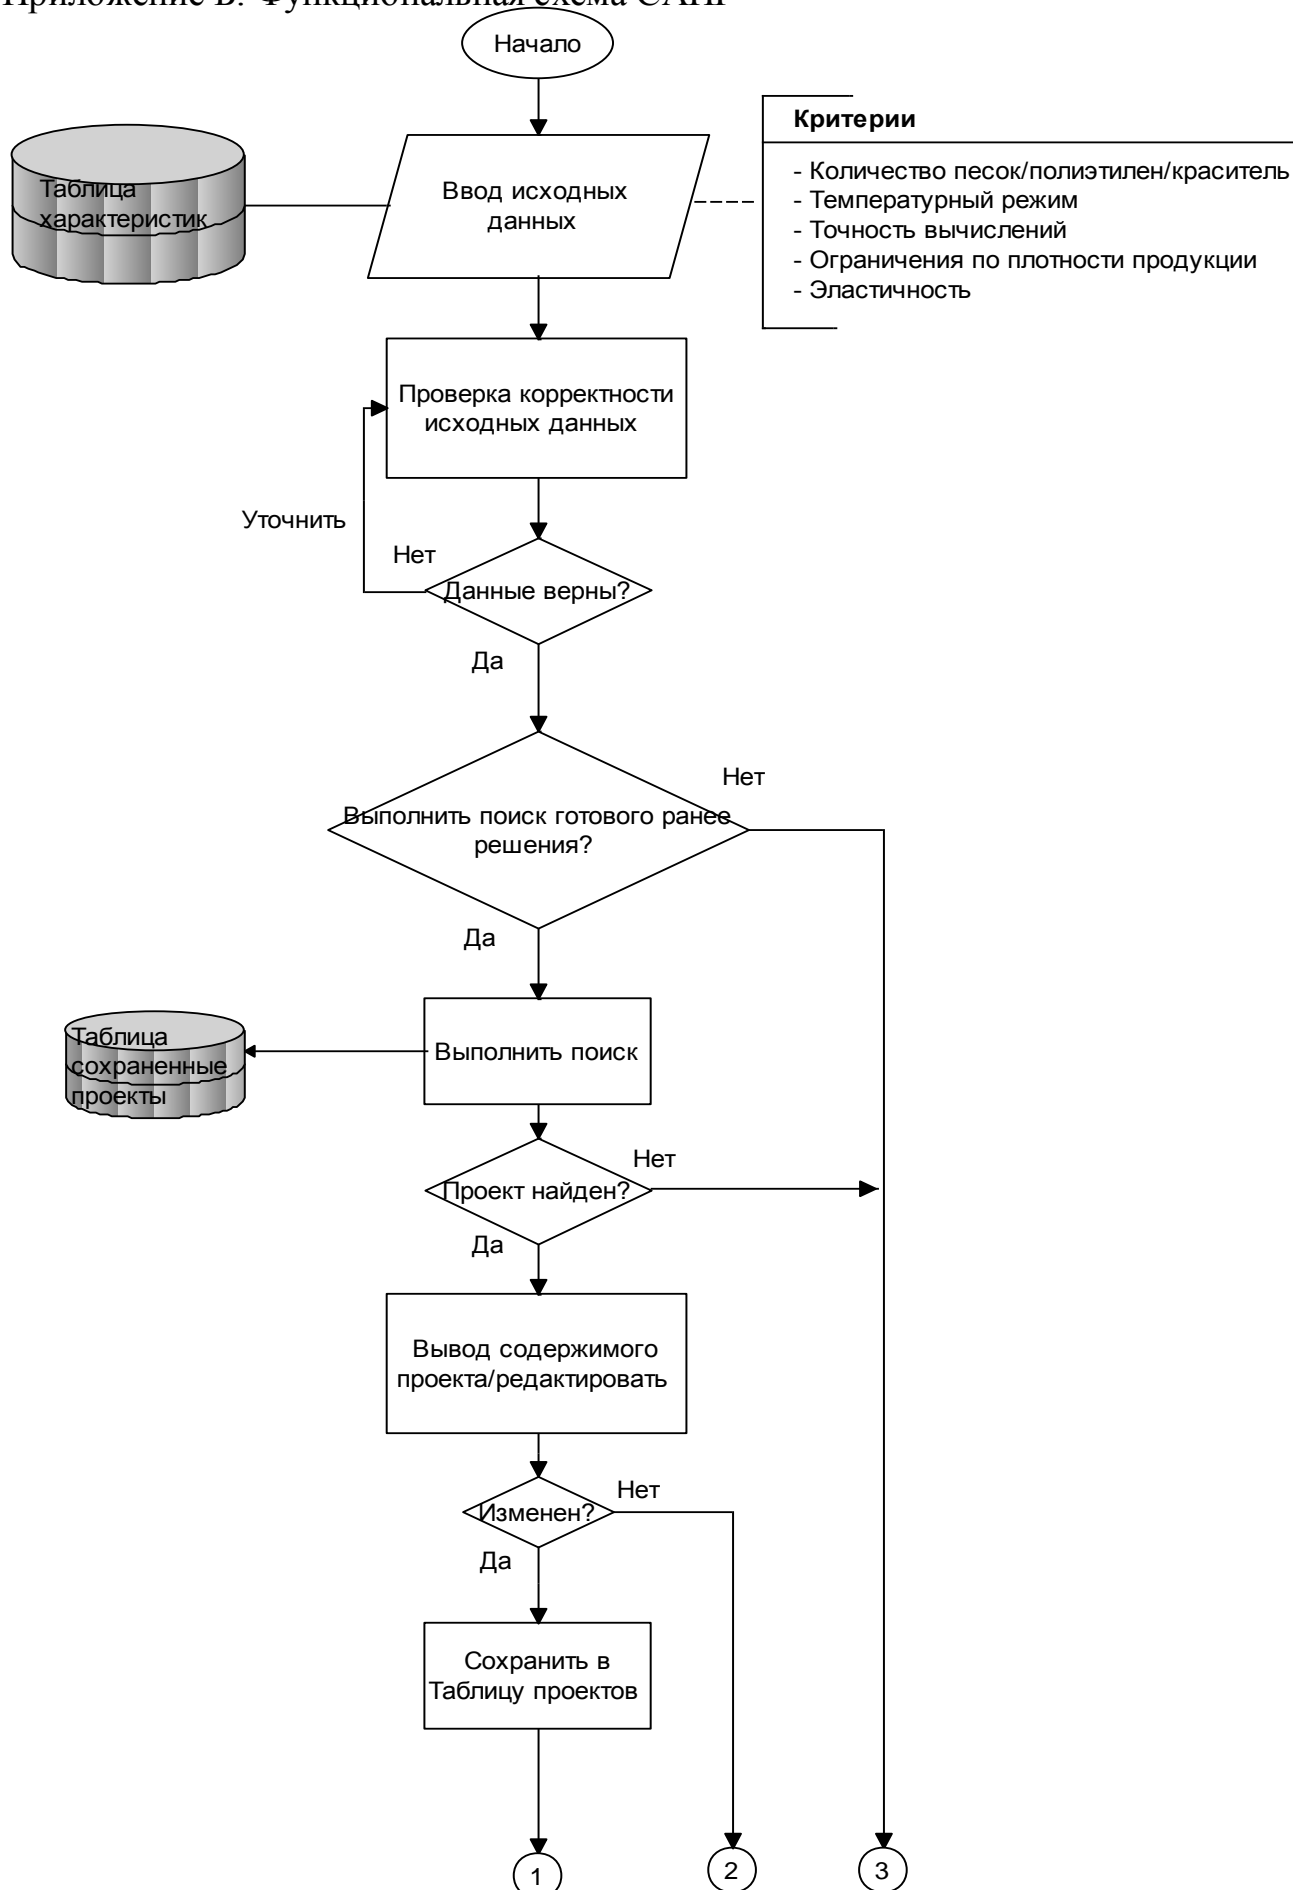 Приложение В. Функциональная схема САПР
Начало
Критерии
- Количество песок/полиэтилен/краситель
- Температурный режим
- Точность вычислений
- Ограничения по плотности продукции
- Эластичность
Таблица
характеристик
Ввод исходных
данных
Проверка корректности
исходных данных
Уточнить
Нет
Данные верны?
Да
Нет
Выполнить поиск готового ранее
решения?
Да
Таблица
сохраненные
проекты
Выполнить поиск
Нет
Проект найден?
Да
Вывод содержимого
проекта/редактировать
Нет
Изменен?
Да
Сохранить в
Таблицу проектов
1
2
3